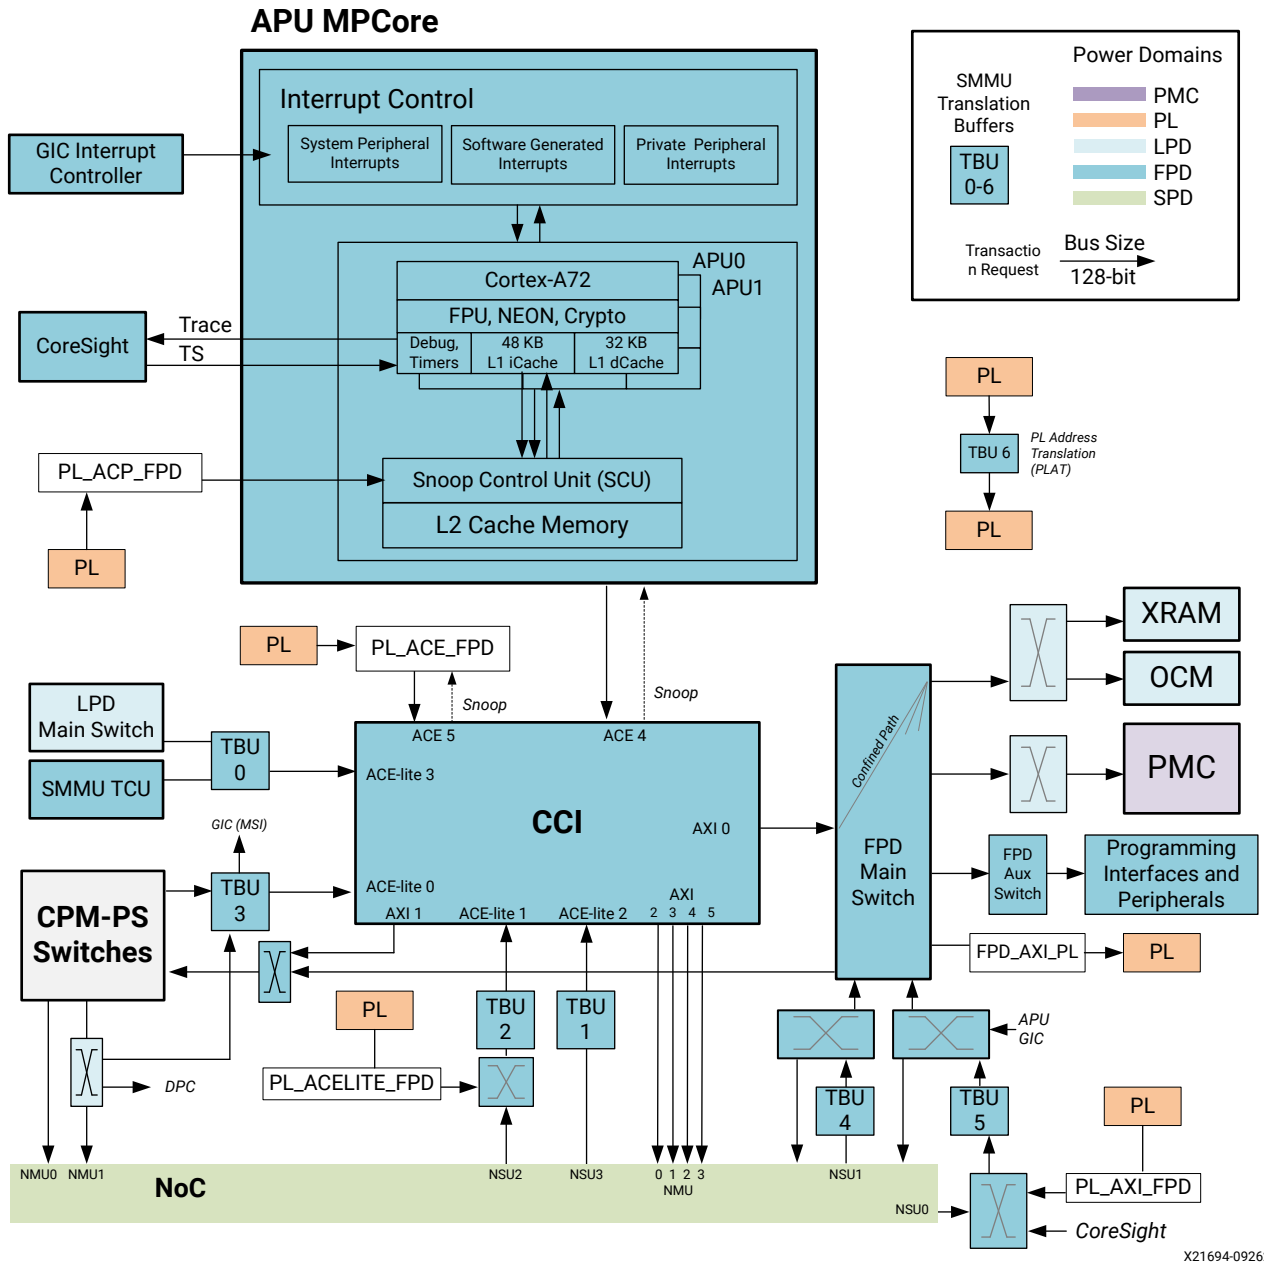 APU MPCore
Interrupt Control
System Peripheral
Interrupts
Software Generated
Interrupts
Private Peripheral
Interrupts
GIC Interrupt
Controller
SMMU
Translation
Buffers
TBU
0-6
Power Domains
PMC
PL
LPD
FPD
SPD
Transactio
n Request
Bus Size
128-bit
APU0
APU1
Cortex-A72
FPU, NEON, Crypto
Debug,
Timers
48 KB
L1 iCache
32 KB
L1 dCache
CoreSight
Trace
TS
PL_ACP_FPD
PL
Snoop Control Unit (SCU)
L2 Cache Memory
PL
TBU 6
PL Address
Translation
(PLAT)
PL
PL
PL_ACE_FPD
Snoop
Snoop
XRAM
OCM
PMC
LPD
Main Switch
SMMU TCU
TBU
0
ACE 5
ACE 4
ACE-lite 3
CCI
AXI 0
ACE-lite 0
AXI 1
ACE-lite 1
ACE-lite 2
AXI
2 3 4 5
Confined Path
FPD
Main
Switch
FPD
Aux
Switch
Programming
Interfaces and
Peripherals
FPD_AXI_PL
PL
GIC (MSI)
TBU
3
CPM-PS
Switches
PL
TBU
2
TBU
1
PL_ACELITE_FPD
DPC
APU
GIC
TBU
4
TBU
5
PL
PL_AXI_FPD
CoreSight
NMU0
NMU1
NoC
NSU2
NSU3
0 1 2 3
NMU
NSU1
NSU0
X21694-0926